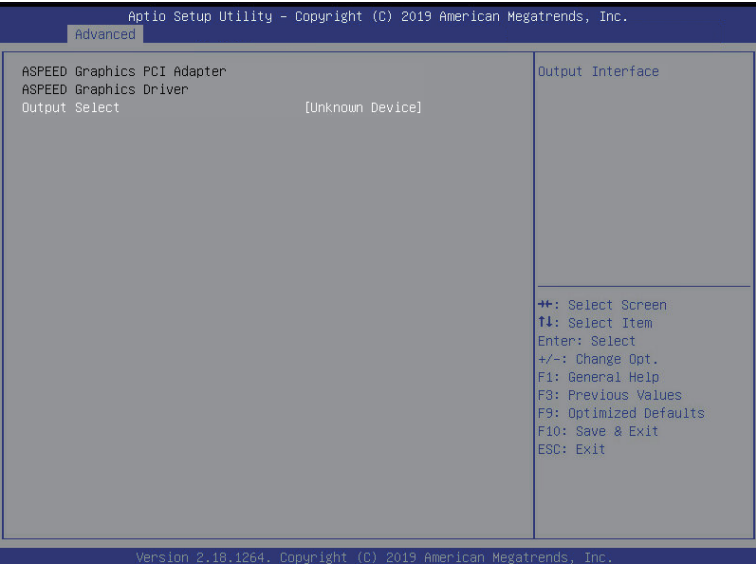 Aptio Setup Utility – Copyright (C) 2019 American Megatrends, Inc.
Advanced
ASPEED Graphics PCI Adapter
ASPEED Graphics Driver
Output Select [Unknown Device]
Output Interface
→←: Select Screen
↑↓: Select Item
Enter: Select
+/-: Change Opt.
F1: General Help
F3: Previous Values
F9: Optimized Defaults
F10: Save & Exit
ESC: Exit
Version 2.18.1264. Copyright (C) 2019 American Megatrends, Inc.